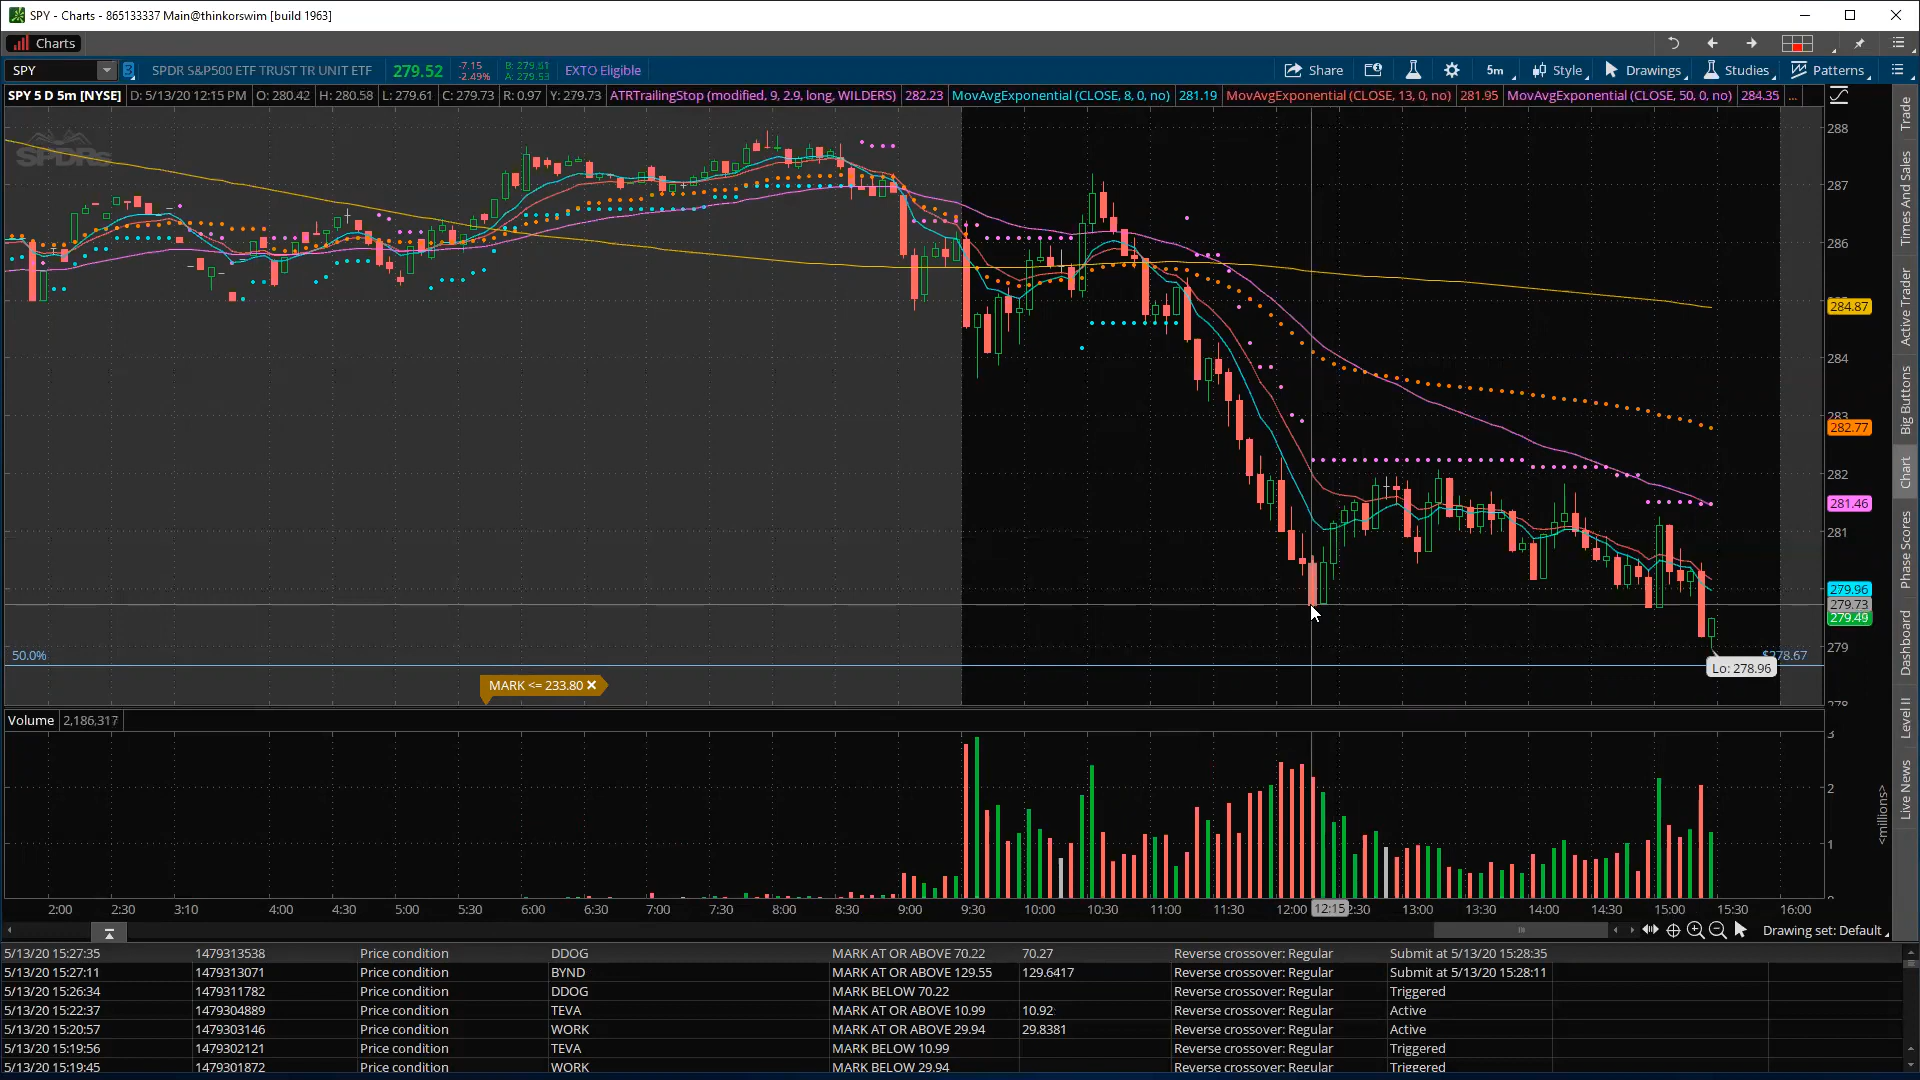 SPY - Charts - 865133337 Main@thinkorswim [build 1963]
Charts
SPY 3 SPDR S&P500 ETF TRUST TR UNIT ETF 279.52 -7.15 -2.49% B: 279.51 A: 279.53 EXTO Eligible Share 5m Style Drawings Studies Patterns
SPY 5 D 5m [NYSE] D: 5/13/20 12:15 PM O: 280.42 H: 280.58 L: 279.61 C: 279.73 R: 0.97 Y: 279.73 ATRTrailingStop (modified, 9, 2.9, long, WILDERS) 282.23 MovAvgExponential (CLOSE, 8, 0, no) 281.19 MovAvgExponential (CLOSE, 13, 0, no) 281.95 MovAvgExponential (CLOSE, 50, 0, no) 284.35 ...
SPDRs
288
287
286
284.87
284
283
282.77
282
281.46
281
279.96
279.73
279.49
279
50.0%
$278.67
Lo: 278.96
MARK <= 233.80
278
Volume 2,186,317
3
2
1
<millions>
2:00 2:30 3:10 4:00 4:30 5:00 5:30 6:00 6:30 7:00 7:30 8:00 8:30 9:00 9:30 10:00 10:30 11:00 11:30 12:00 12:15 2:30 13:00 13:30 14:00 14:30 15:00 15:30 16:00
Drawing set: Default
5/13/20 15:27:35 1479313538 Price condition DDOG MARK AT OR ABOVE 70.22 70.27 Reverse crossover: Regular Submit at 5/13/20 15:28:35
5/13/20 15:27:11 1479313071 Price condition BYND MARK AT OR ABOVE 129.55 129.6417 Reverse crossover: Regular Submit at 5/13/20 15:28:11
5/13/20 15:26:34 1479311782 Price condition DDOG MARK BELOW 70.22 Reverse crossover: Regular Triggered
5/13/20 15:22:37 1479304889 Price condition TEVA MARK AT OR ABOVE 10.99 10.92 Reverse crossover: Regular Active
5/13/20 15:20:57 1479303146 Price condition WORK MARK AT OR ABOVE 29.94 29.8381 Reverse crossover: Regular Active
5/13/20 15:19:56 1479302121 Price condition TEVA MARK BELOW 10.99 Reverse crossover: Regular Triggered
5/13/20 15:19:45 1479301872 Price condition WORK MARK BELOW 29.94 Reverse crossover: Regular Triggered
Trade
Times And Sales
Active Trader
Big Buttons
Chart
Phase Scores
Dashboard
Level II
Live News